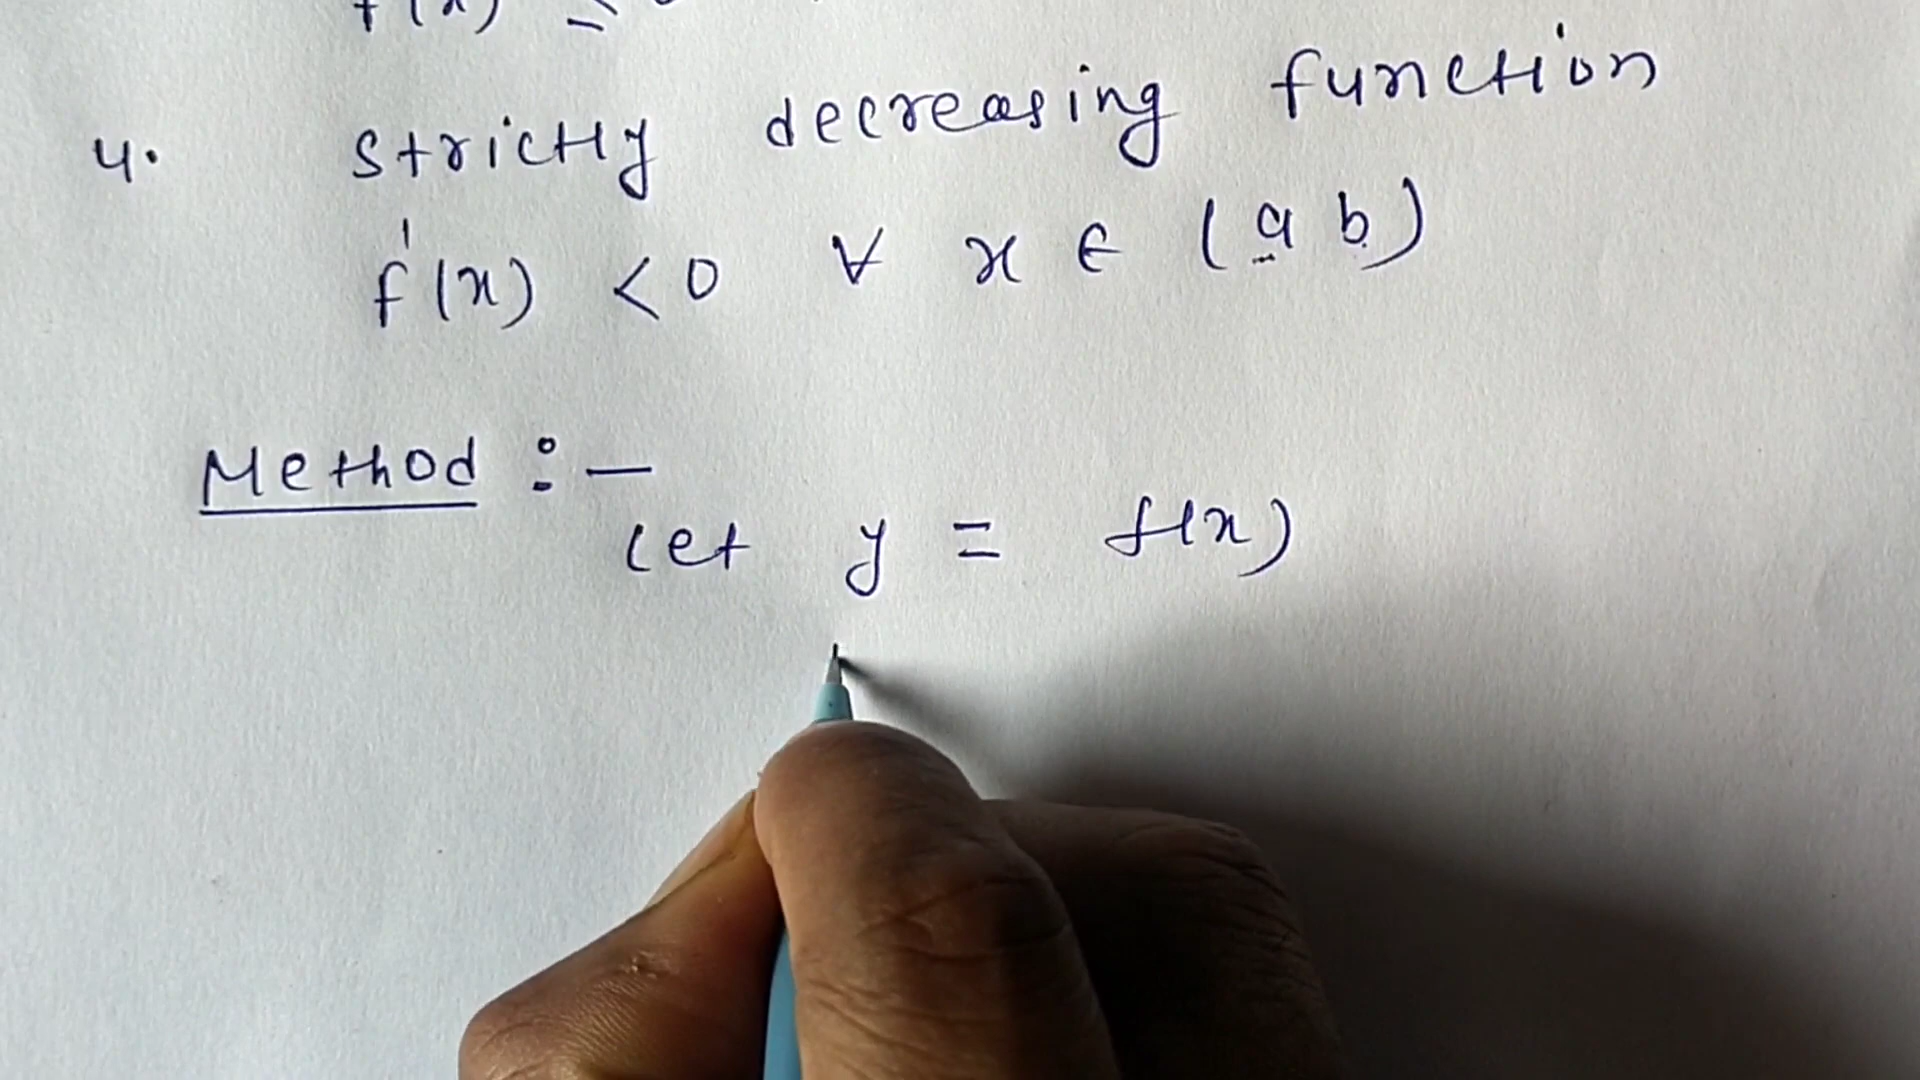 f'(x) ≤
4. strictly decreasing function
f'(x) < 0 ∀ x ∈ (a b)
Method :-
let y = f(x)